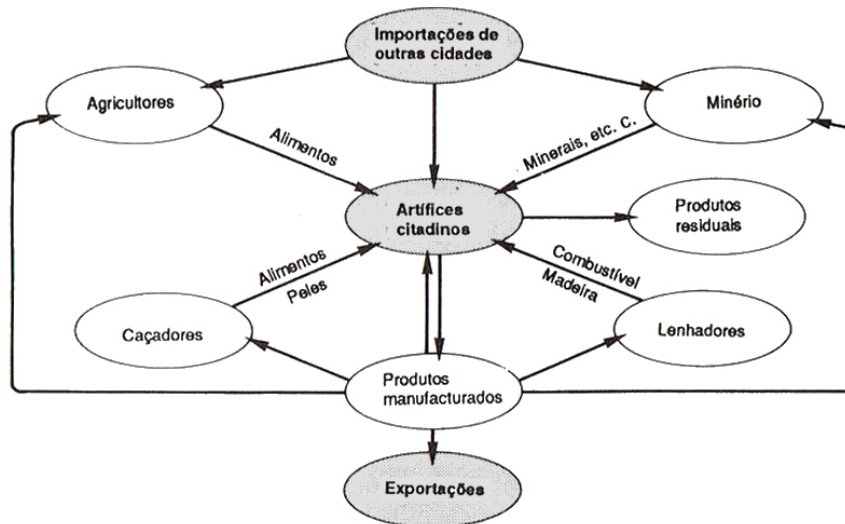 Importações de
outras cidades
Agricultores
Minério
Alimentos
Minerais, etc. C.
Artífices
citadinos
Produtos
residuais
Alimentos
Peles
Combustível
Madeira
Caçadores
Lenhadores
Produtos
manufacturados
Exportações